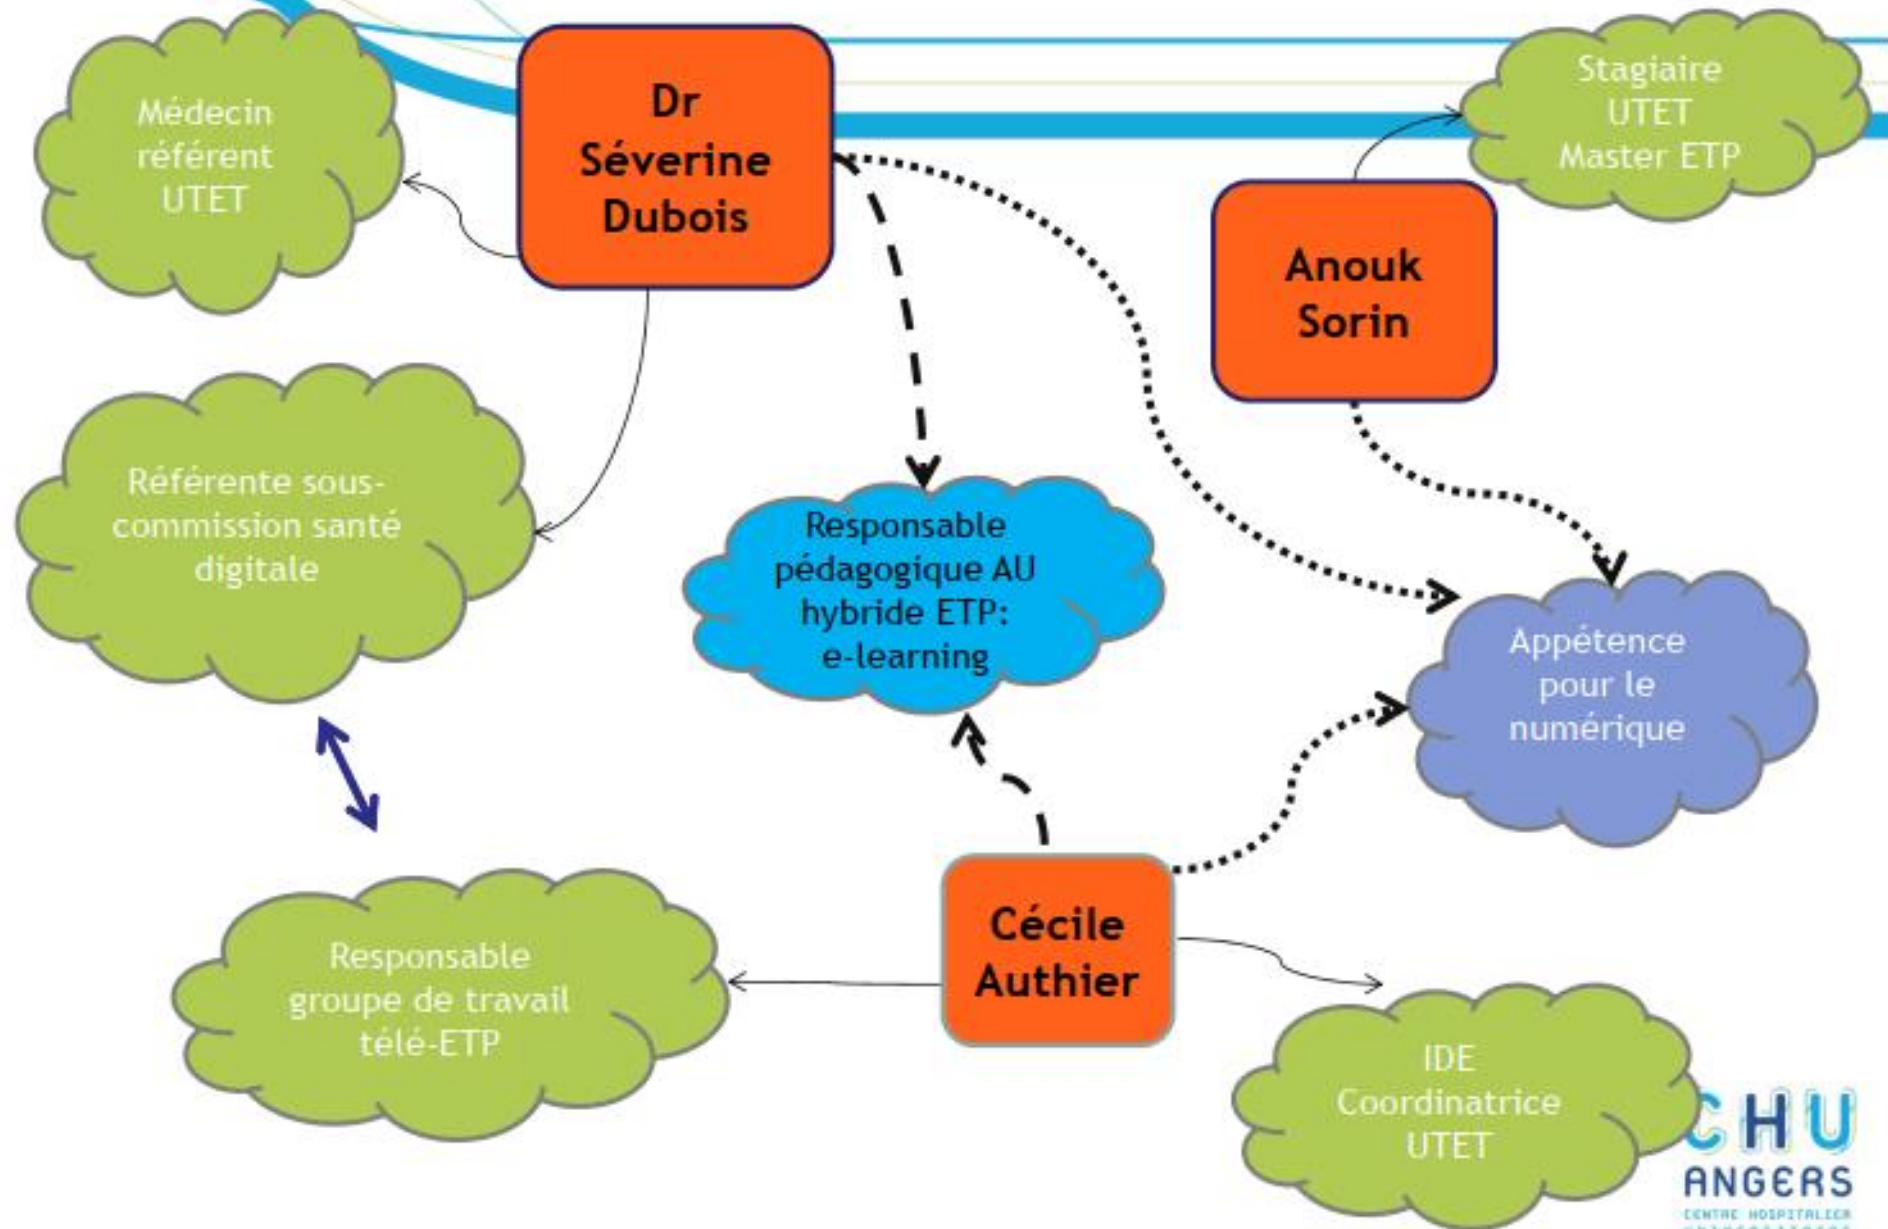 Médecin
référent
UTET
Dr
Séverine
Dubois
Stagiaire
UTET
Master ETP
Anouk
Sorin
Référente sous-
commission santé
digitale
Responsable
pédagogique AU
hybride ETP:
e-learning
Appétence
pour le
numérique
Responsable
groupe de travail
télé-ETP
Cécile
Authier
IDE
Coordinatrice
UTET
CHU
ANGERS
CENTRE HOSPITALIER